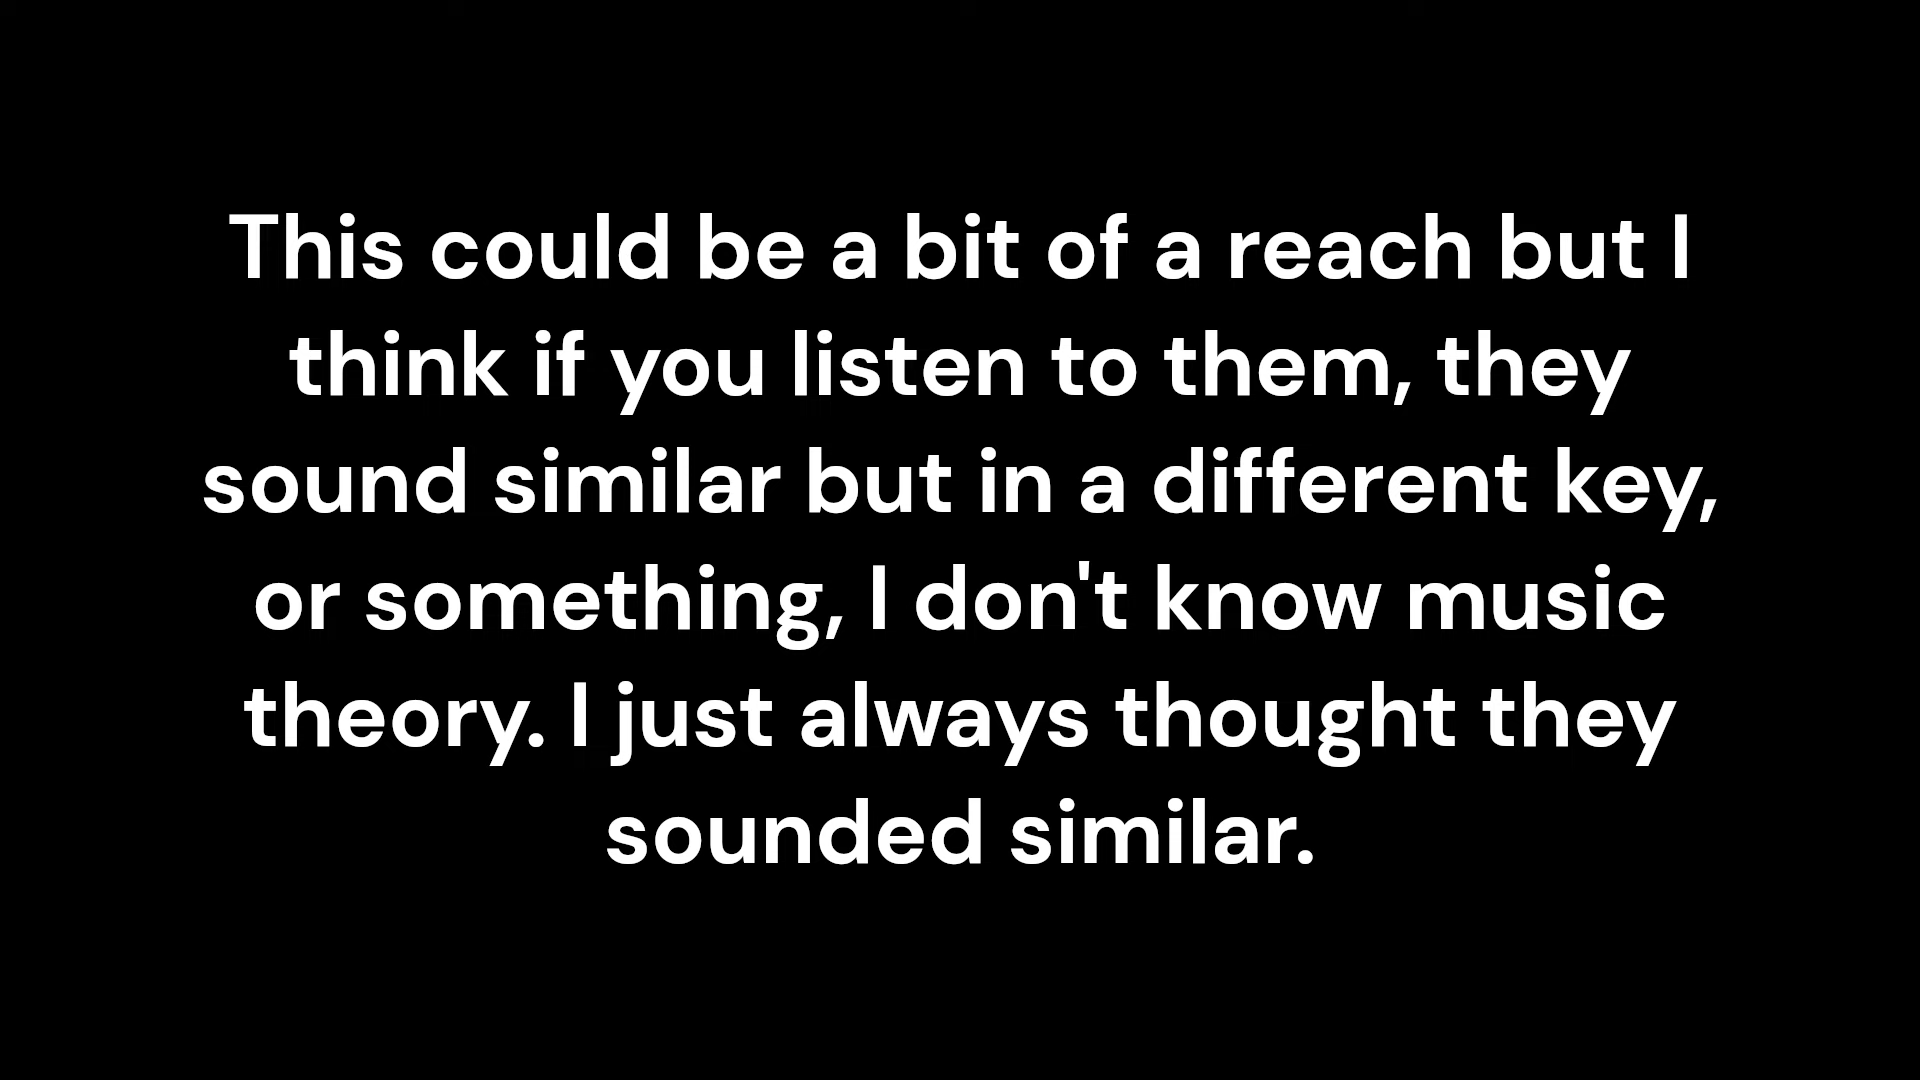 This could be a bit of a reach but I
think if you listen to them, they
sound similar but in a different key,
or something, I don't know music
theory. I just always thought they
sounded similar.